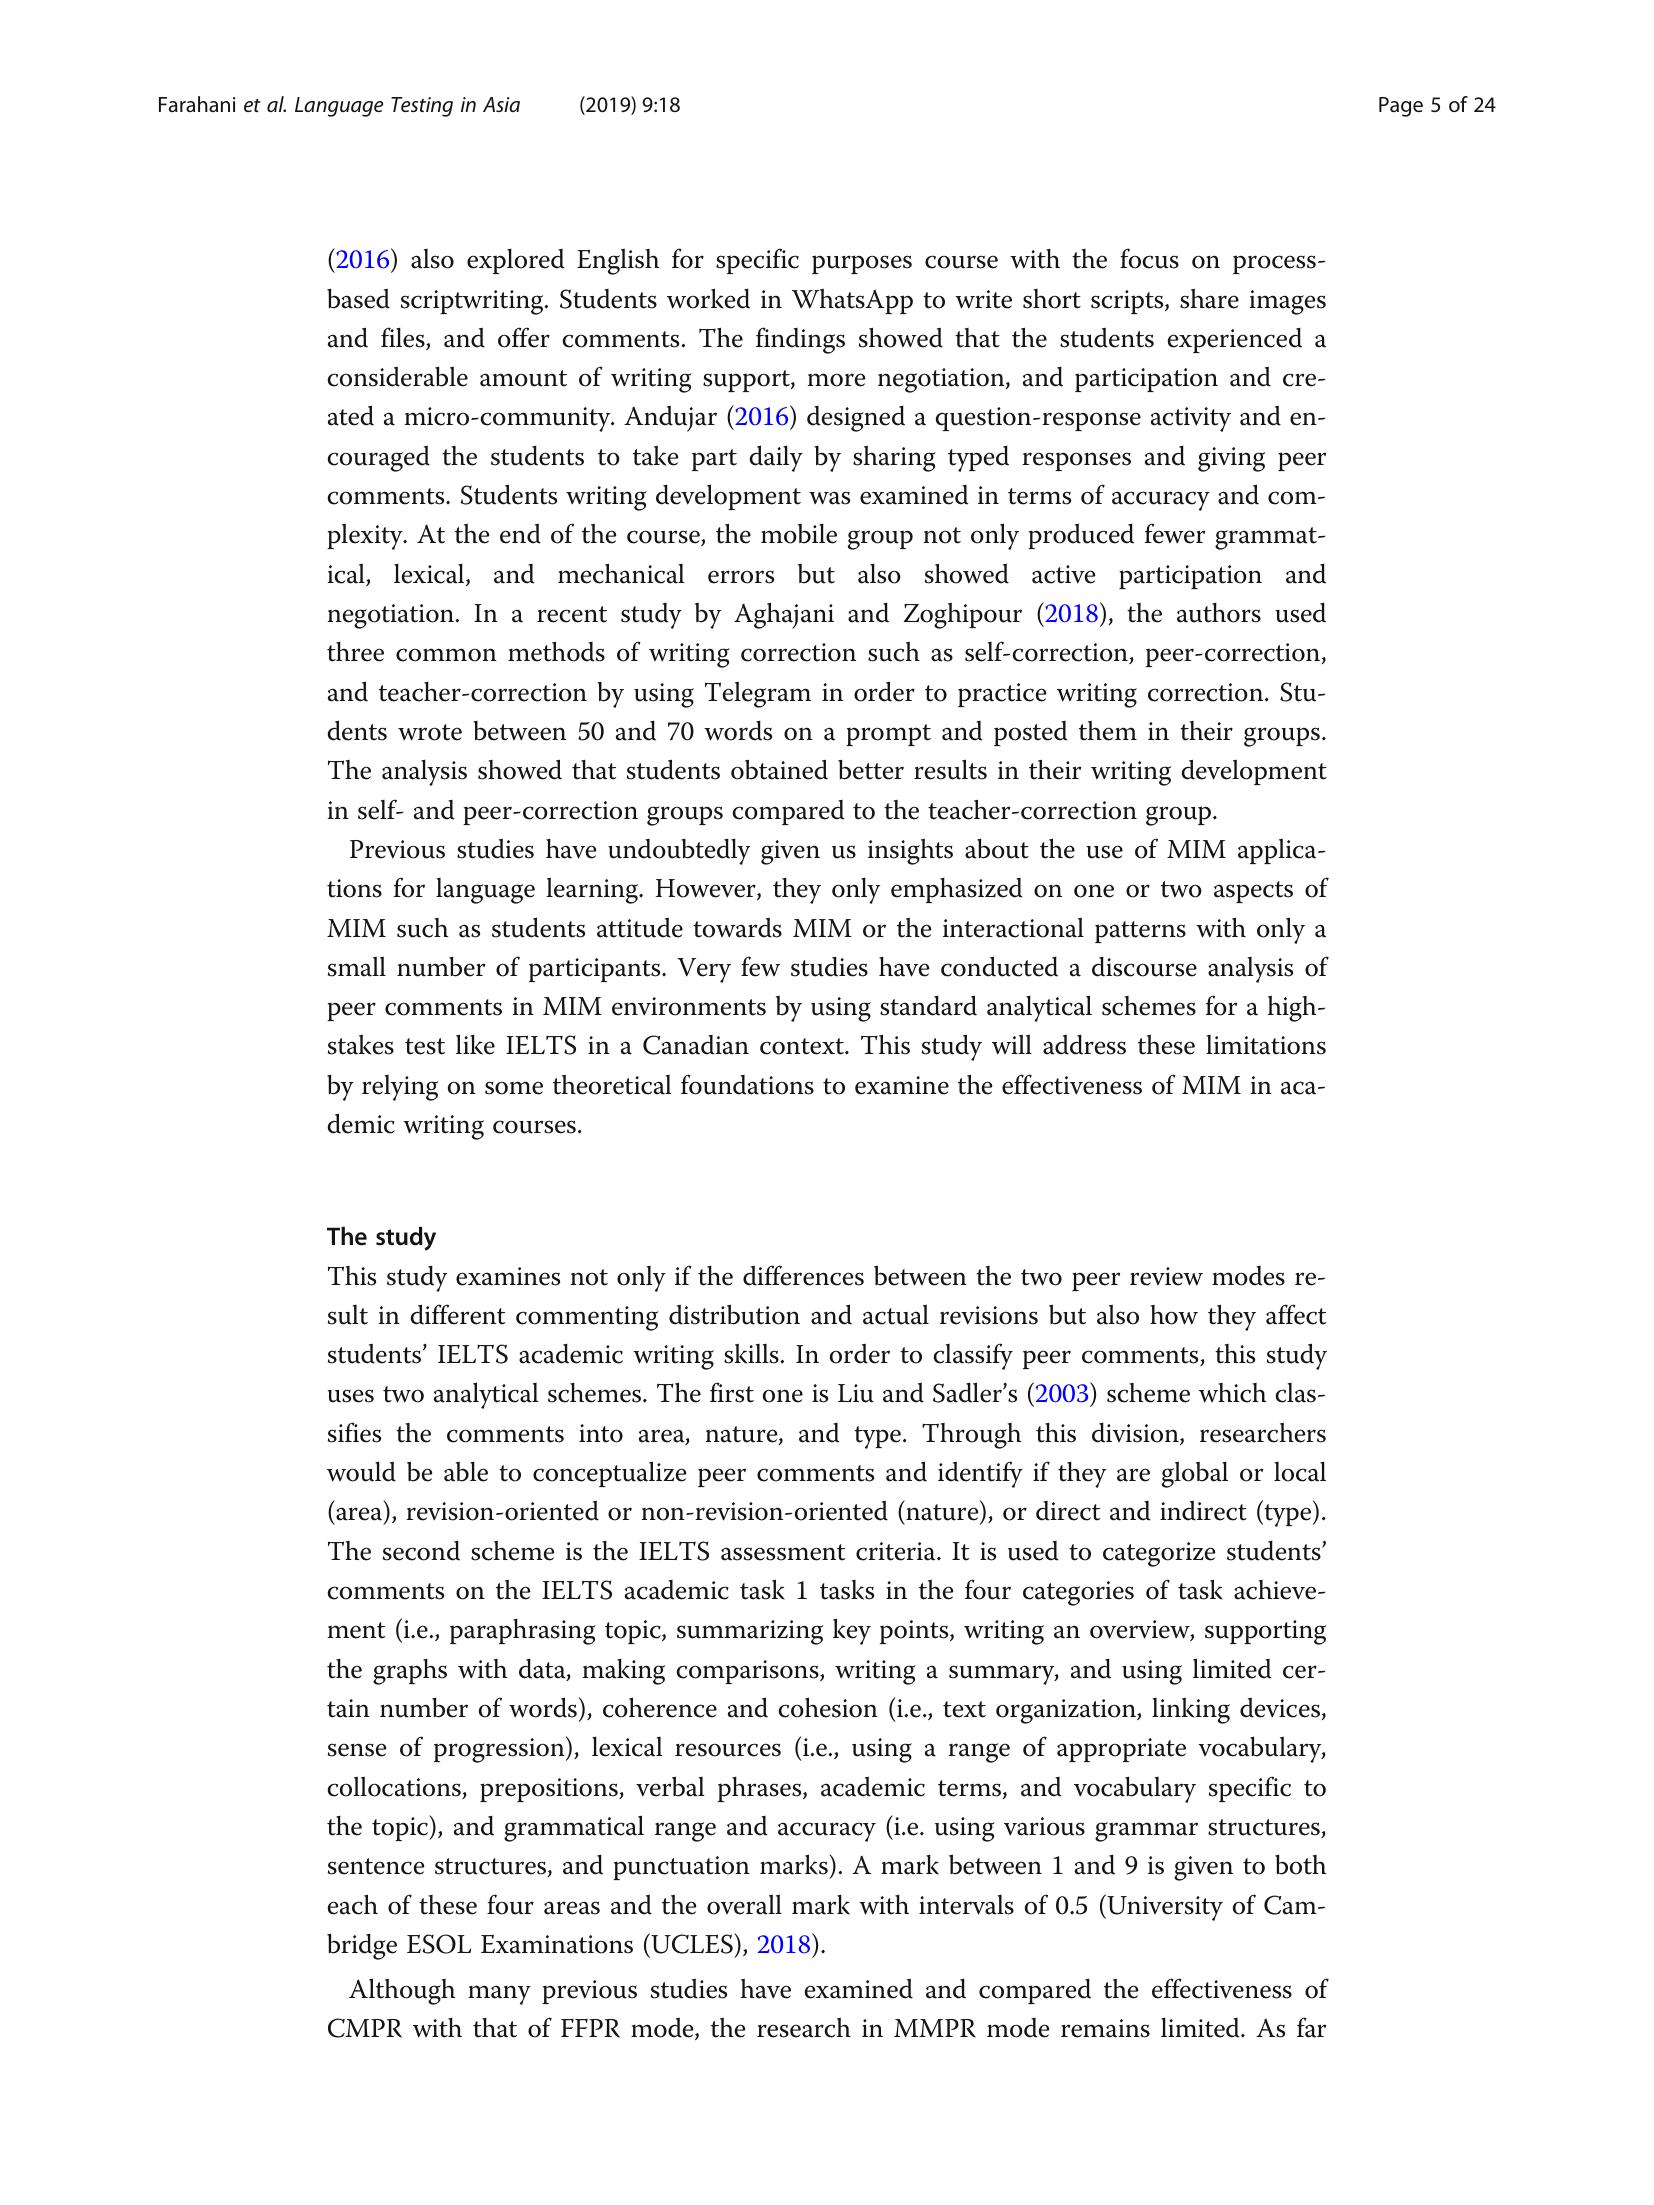 Farahani et al. Language Testing in Asia (2019) 9:18 Page 5 of 24
(2016) also explored English for specific purposes course with the focus on process-
based scriptwriting. Students worked in WhatsApp to write short scripts, share images
and files, and offer comments. The findings showed that the students experienced a
considerable amount of writing support, more negotiation, and participation and cre-
ated a micro-community. Andujar (2016) designed a question-response activity and en-
couraged the students to take part daily by sharing typed responses and giving peer
comments. Students writing development was examined in terms of accuracy and com-
plexity. At the end of the course, the mobile group not only produced fewer grammat-
ical, lexical, and mechanical errors but also showed active participation and
negotiation. In a recent study by Aghajani and Zoghipour (2018), the authors used
three common methods of writing correction such as self-correction, peer-correction,
and teacher-correction by using Telegram in order to practice writing correction. Stu-
dents wrote between 50 and 70 words on a prompt and posted them in their groups.
The analysis showed that students obtained better results in their writing development
in self- and peer-correction groups compared to the teacher-correction group.
Previous studies have undoubtedly given us insights about the use of MIM applica-
tions for language learning. However, they only emphasized on one or two aspects of
MIM such as students attitude towards MIM or the interactional patterns with only a
small number of participants. Very few studies have conducted a discourse analysis of
peer comments in MIM environments by using standard analytical schemes for a high-
stakes test like IELTS in a Canadian context. This study will address these limitations
by relying on some theoretical foundations to examine the effectiveness of MIM in aca-
demic writing courses.
The study
This study examines not only if the differences between the two peer review modes re-
sult in different commenting distribution and actual revisions but also how they affect
students’ IELTS academic writing skills. In order to classify peer comments, this study
uses two analytical schemes. The first one is Liu and Sadler’s (2003) scheme which clas-
sifies the comments into area, nature, and type. Through this division, researchers
would be able to conceptualize peer comments and identify if they are global or local
(area), revision-oriented or non-revision-oriented (nature), or direct and indirect (type).
The second scheme is the IELTS assessment criteria. It is used to categorize students’
comments on the IELTS academic task 1 tasks in the four categories of task achieve-
ment (i.e., paraphrasing topic, summarizing key points, writing an overview, supporting
the graphs with data, making comparisons, writing a summary, and using limited cer-
tain number of words), coherence and cohesion (i.e., text organization, linking devices,
sense of progression), lexical resources (i.e., using a range of appropriate vocabulary,
collocations, prepositions, verbal phrases, academic terms, and vocabulary specific to
the topic), and grammatical range and accuracy (i.e. using various grammar structures,
sentence structures, and punctuation marks). A mark between 1 and 9 is given to both
each of these four areas and the overall mark with intervals of 0.5 (University of Cam-
bridge ESOL Examinations (UCLES), 2018).
Although many previous studies have examined and compared the effectiveness of
CMPR with that of FFPR mode, the research in MMPR mode remains limited. As far